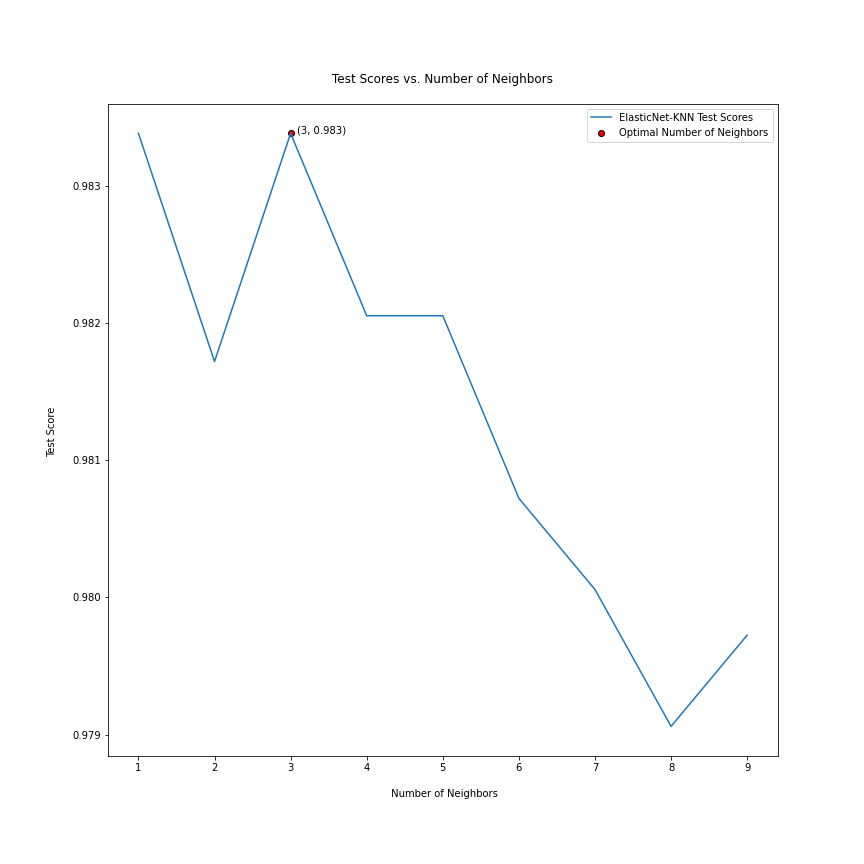 Test Scores vs. Number of Neighbors
ElasticNet-KNN Test Scores
Optimal Number of Neighbors
(3, 0.983)
0.983
0.982
0.981
0.980
0.979
Test Score
1 2 3 4 5 6 7 8 9
Number of Neighbors